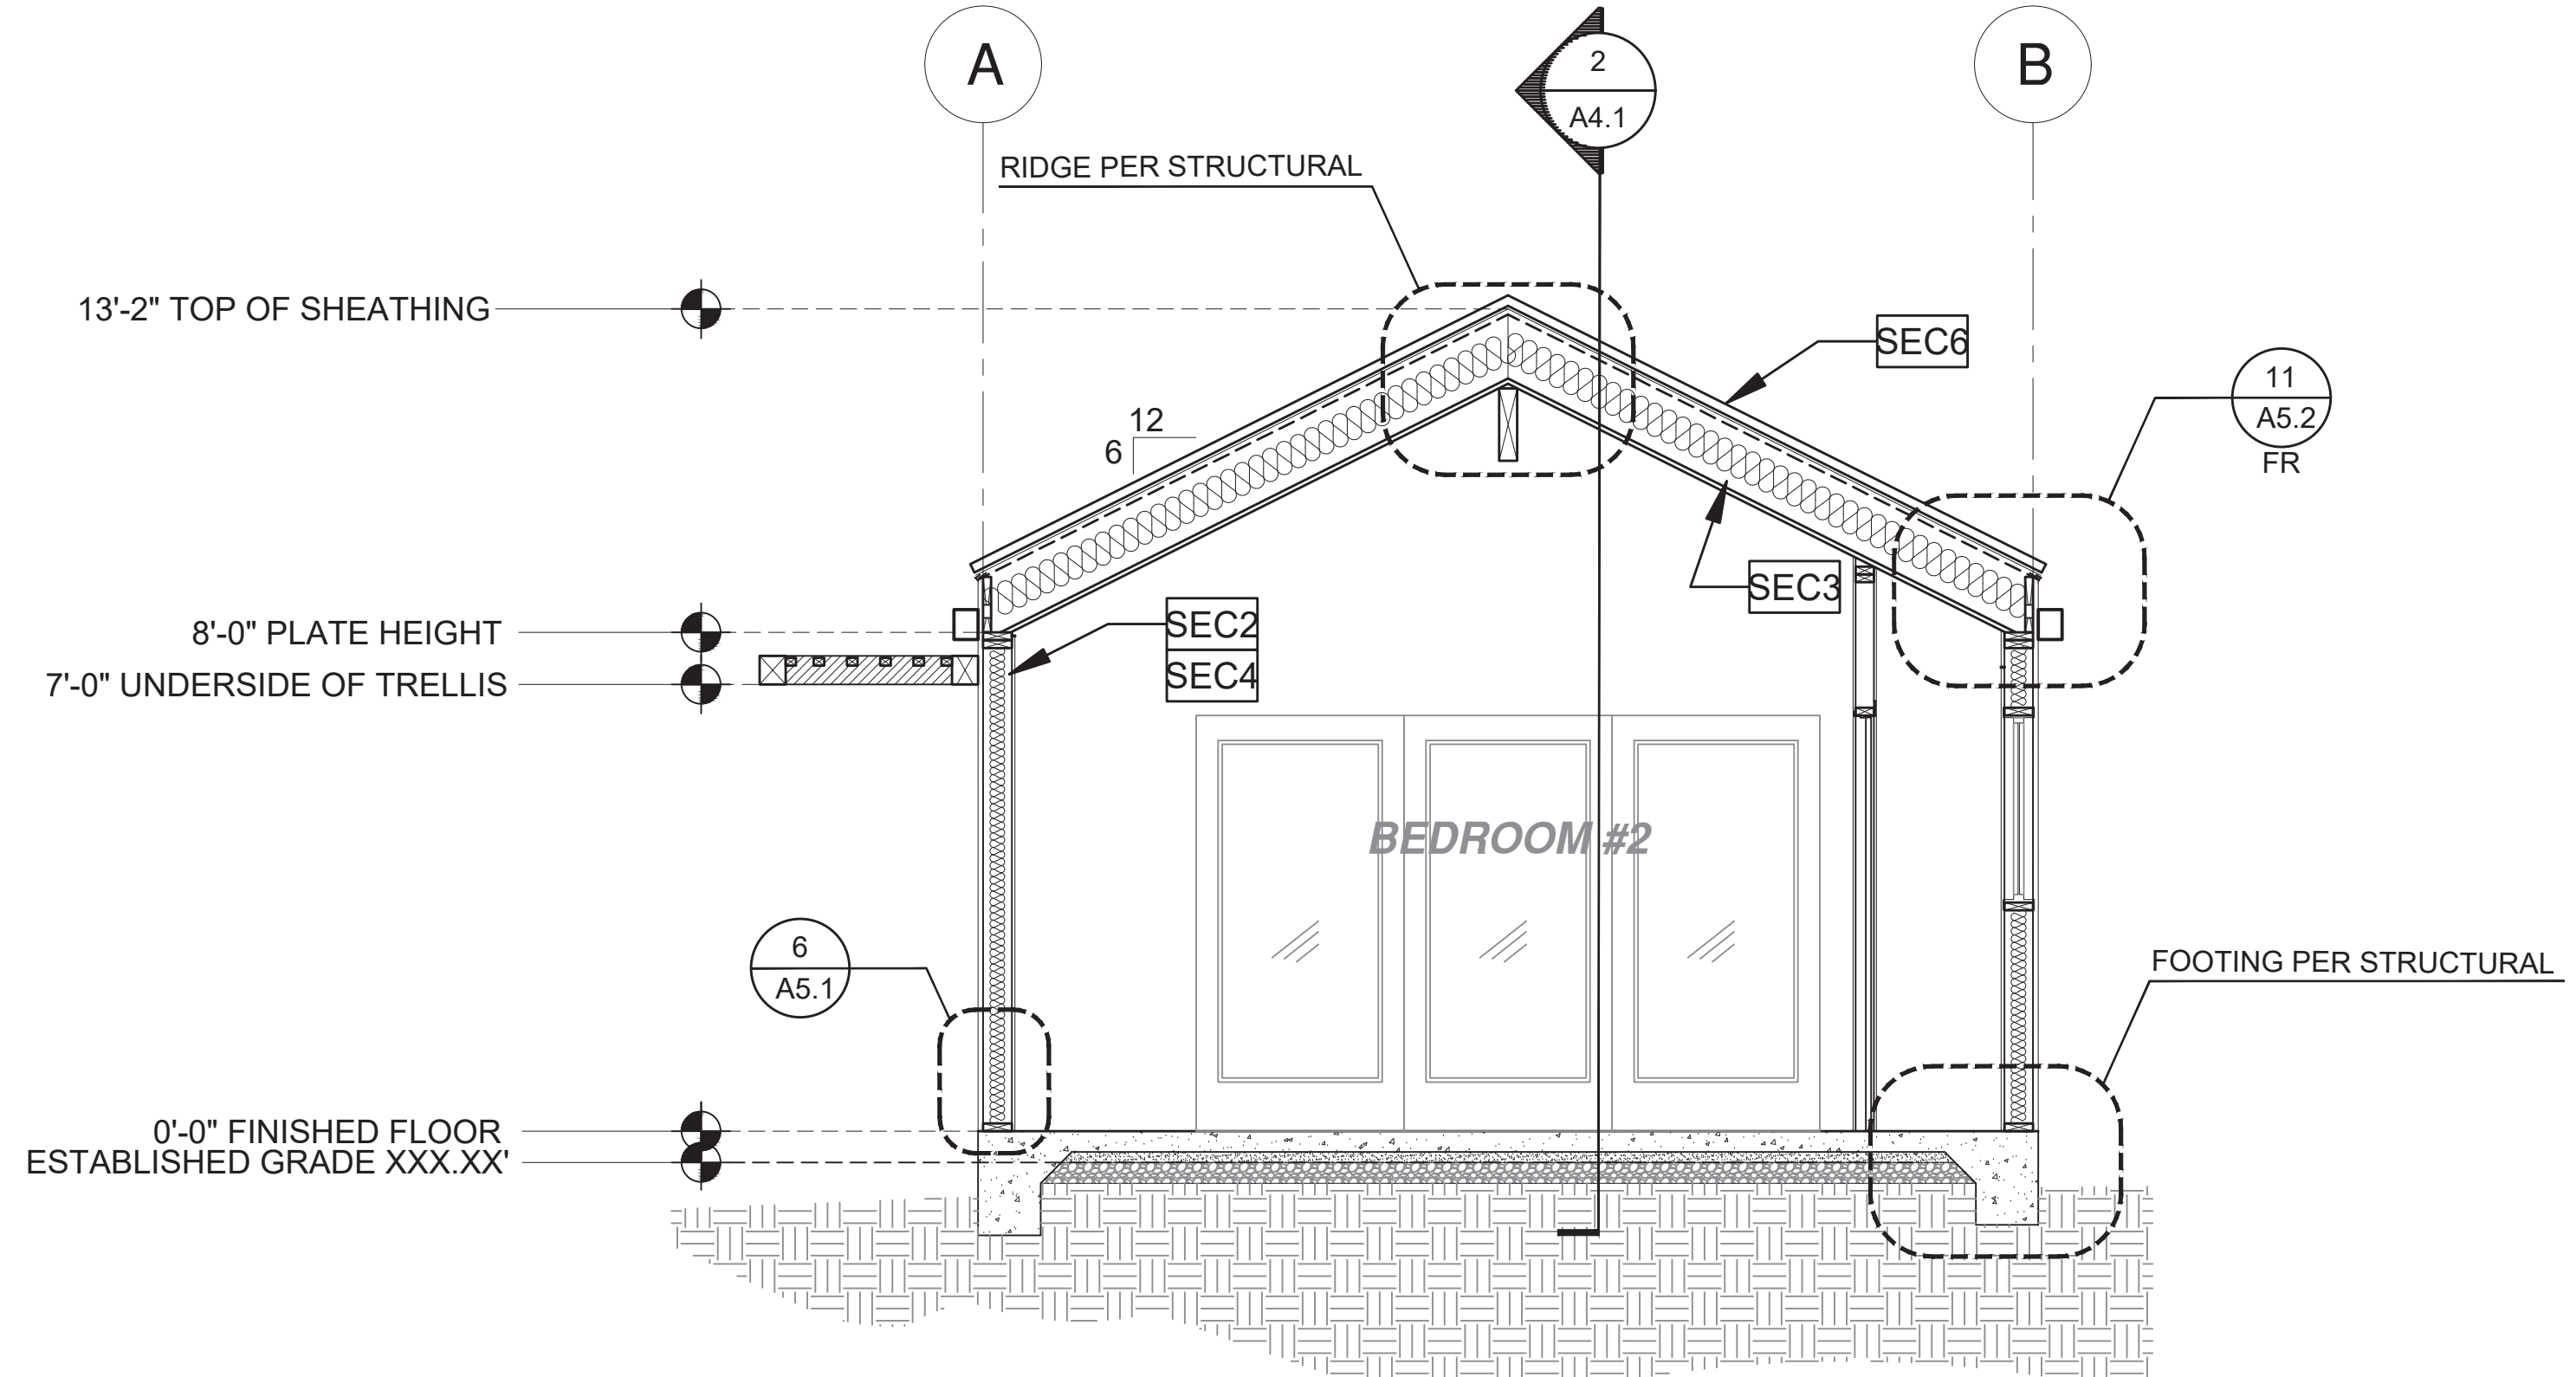 A
2
A4.1
B
RIDGE PER STRUCTURAL
13'-2" TOP OF SHEATHING
SEC6
11
A5.2
FR
12
6
SEC3
8'-0" PLATE HEIGHT
SEC2
SEC4
7'-0" UNDERSIDE OF TRELLIS
BEDROOM #2
6
A5.1
FOOTING PER STRUCTURAL
0'-0" FINISHED FLOOR
ESTABLISHED GRADE XXX.XX'